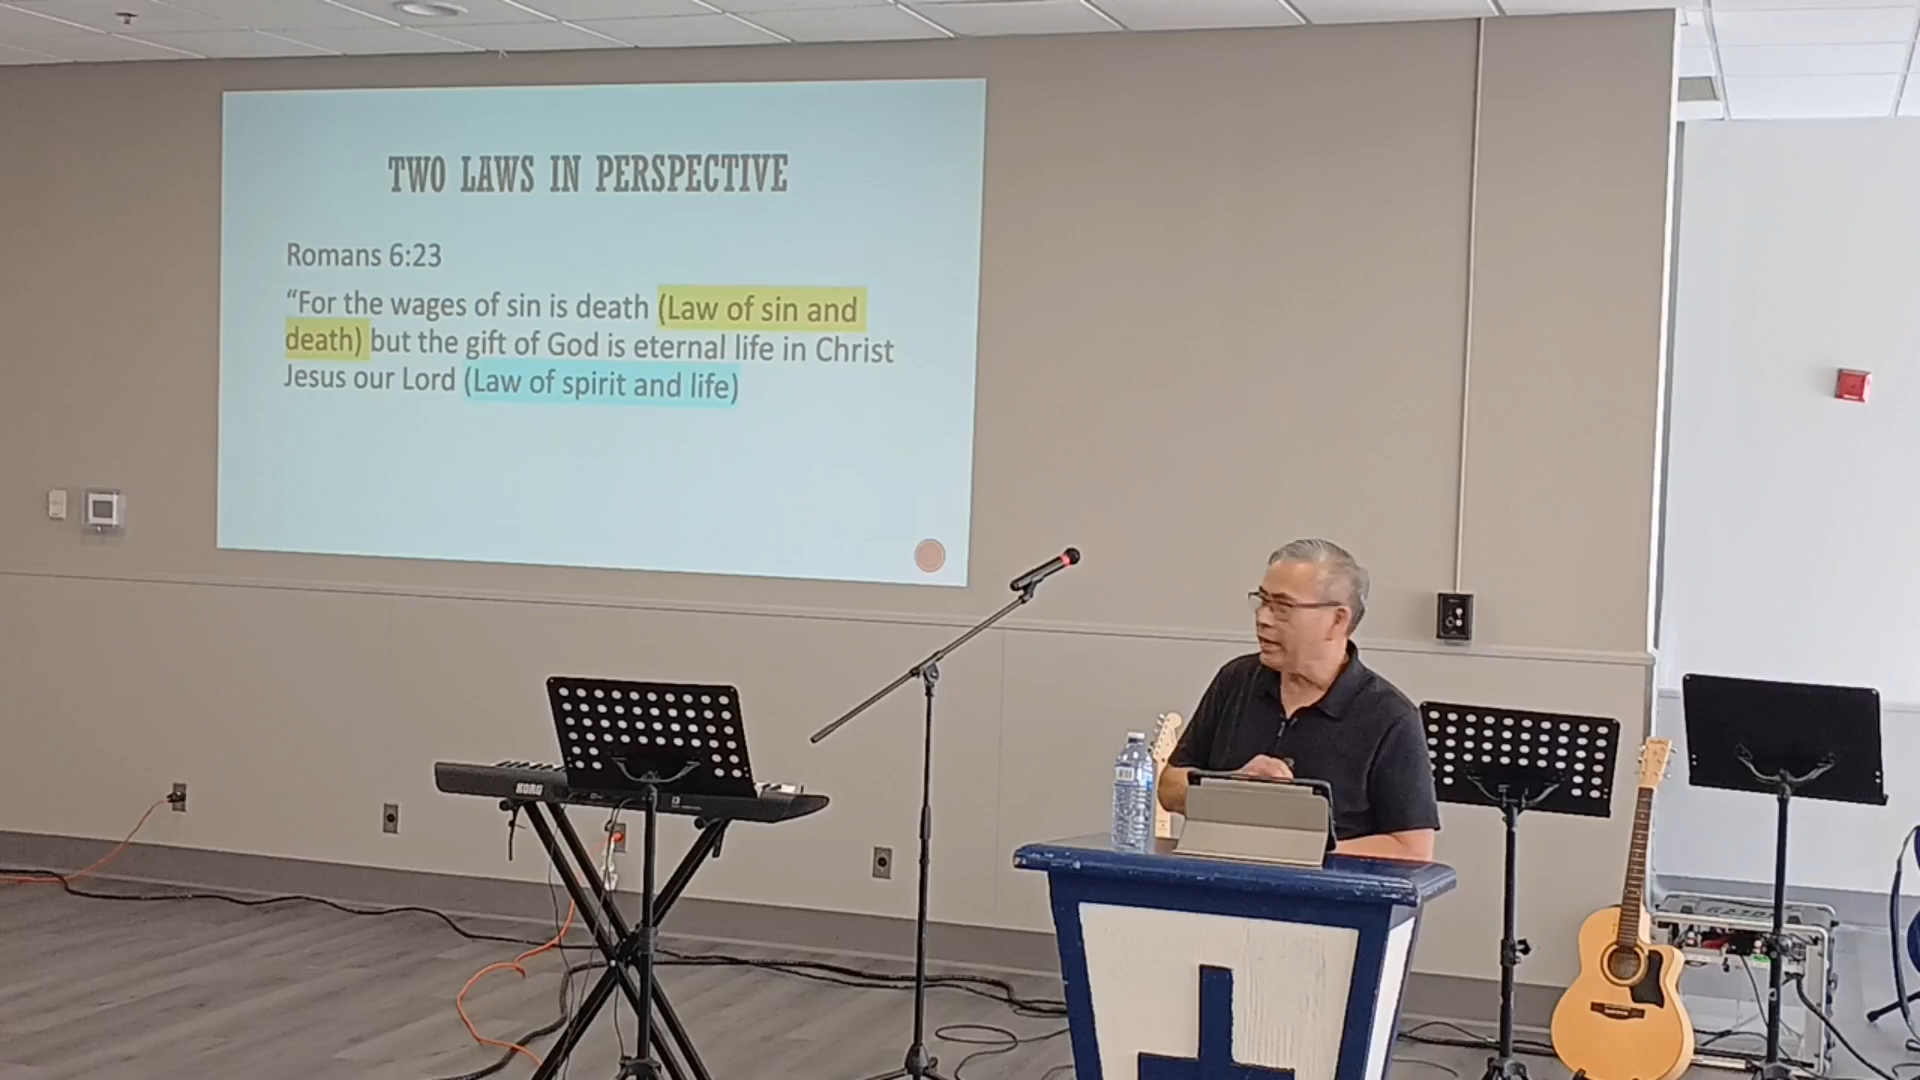 TWO LAWS IN PERSPECTIVE
Romans 6:23
“For the wages of sin is death (Law of sin and
death) but the gift of God is eternal life in Christ
Jesus our Lord (Law of spirit and life)
KORG